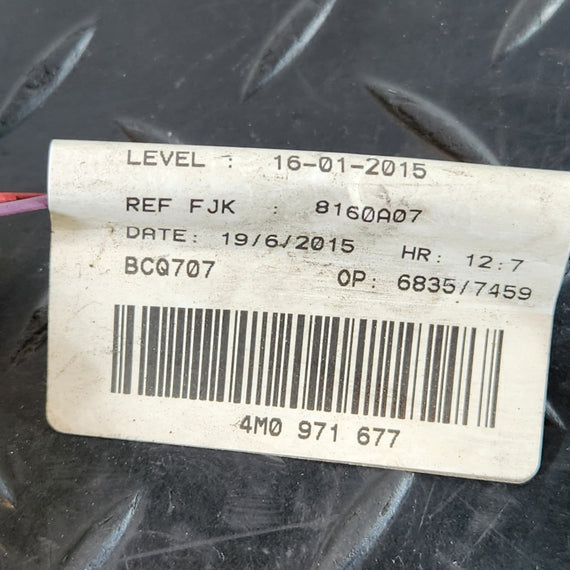 LEVEL : 16-01-2015
REF FJK : 8160A07
DATE: 19/6/2015 HR: 12:7
BCQ707 OP: 6835/7459
4M0 971 677